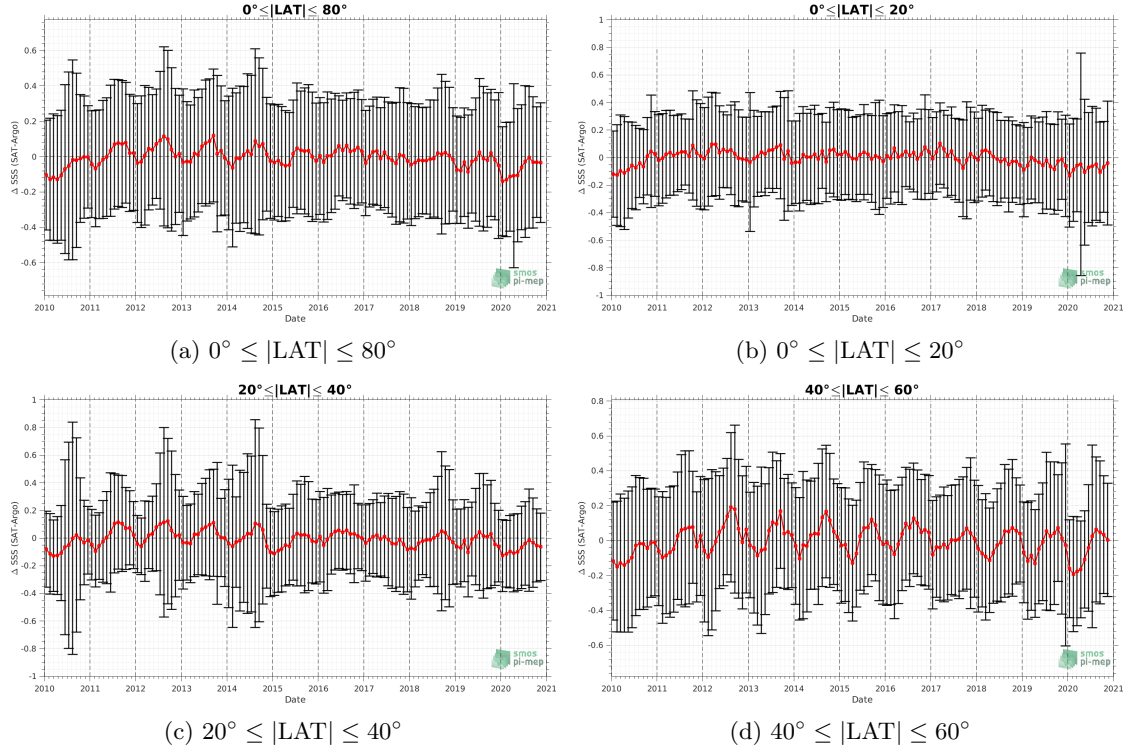 0°≤|LAT|≤ 80°
Δ SSS (SAT-Argo)
0.6
0.4
0.2
0
-0.2
-0.4
-0.6
2010 2011 2012 2013 2014 2015 2016 2017 2018 2019 2020 2021
Date
smos
pi-mep
(a) 0° ≤ |LAT| ≤ 80°
0°≤|LAT|≤ 20°
Δ SSS (SAT-Argo)
1
0.8
0.6
0.4
0.2
0
-0.2
-0.4
-0.6
-0.8
-1
2010 2011 2012 2013 2014 2015 2016 2017 2018 2019 2020 2021
Date
smos
pi-mep
(b) 0° ≤ |LAT| ≤ 20°
20°≤|LAT|≤ 40°
Δ SSS (SAT-Argo)
1
0.8
0.6
0.4
0.2
0
-0.2
-0.4
-0.6
-0.8
-1
2010 2011 2012 2013 2014 2015 2016 2017 2018 2019 2020 2021
Date
smos
pi-mep
(c) 20° ≤ |LAT| ≤ 40°
40°≤|LAT|≤ 60°
Δ SSS (SAT-Argo)
0.8
0.6
0.4
0.2
0
-0.2
-0.4
-0.6
2010 2011 2012 2013 2014 2015 2016 2017 2018 2019 2020 2021
Date
smos
pi-mep
(d) 40° ≤ |LAT| ≤ 60°